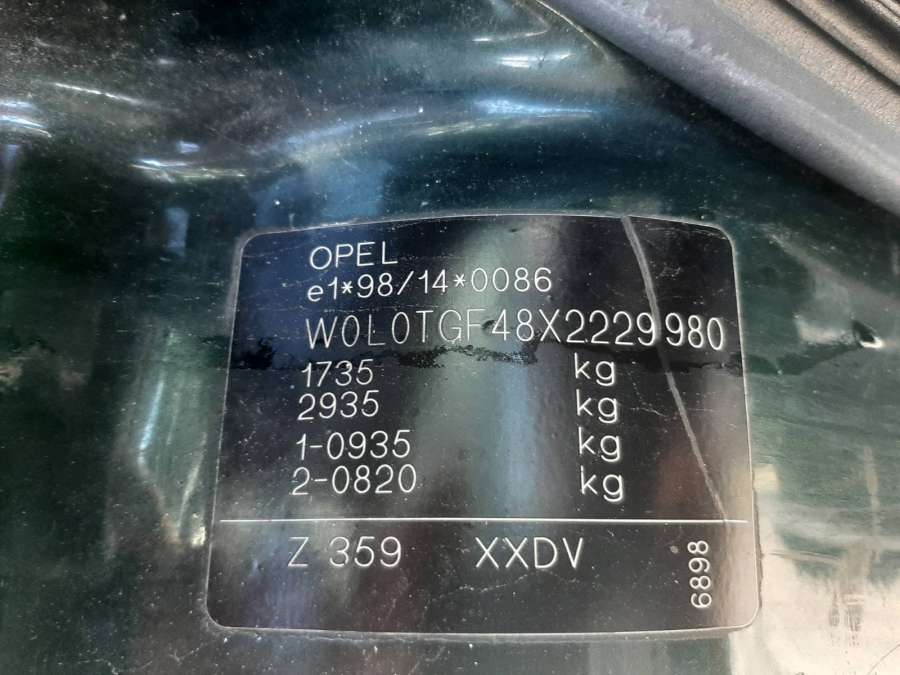 OPEL
e1*98/14*0086
W0L0TGF48X2229980
1735 kg
2935 kg
1-0935 kg
2-0820 kg
Z 359 XXDV
6898